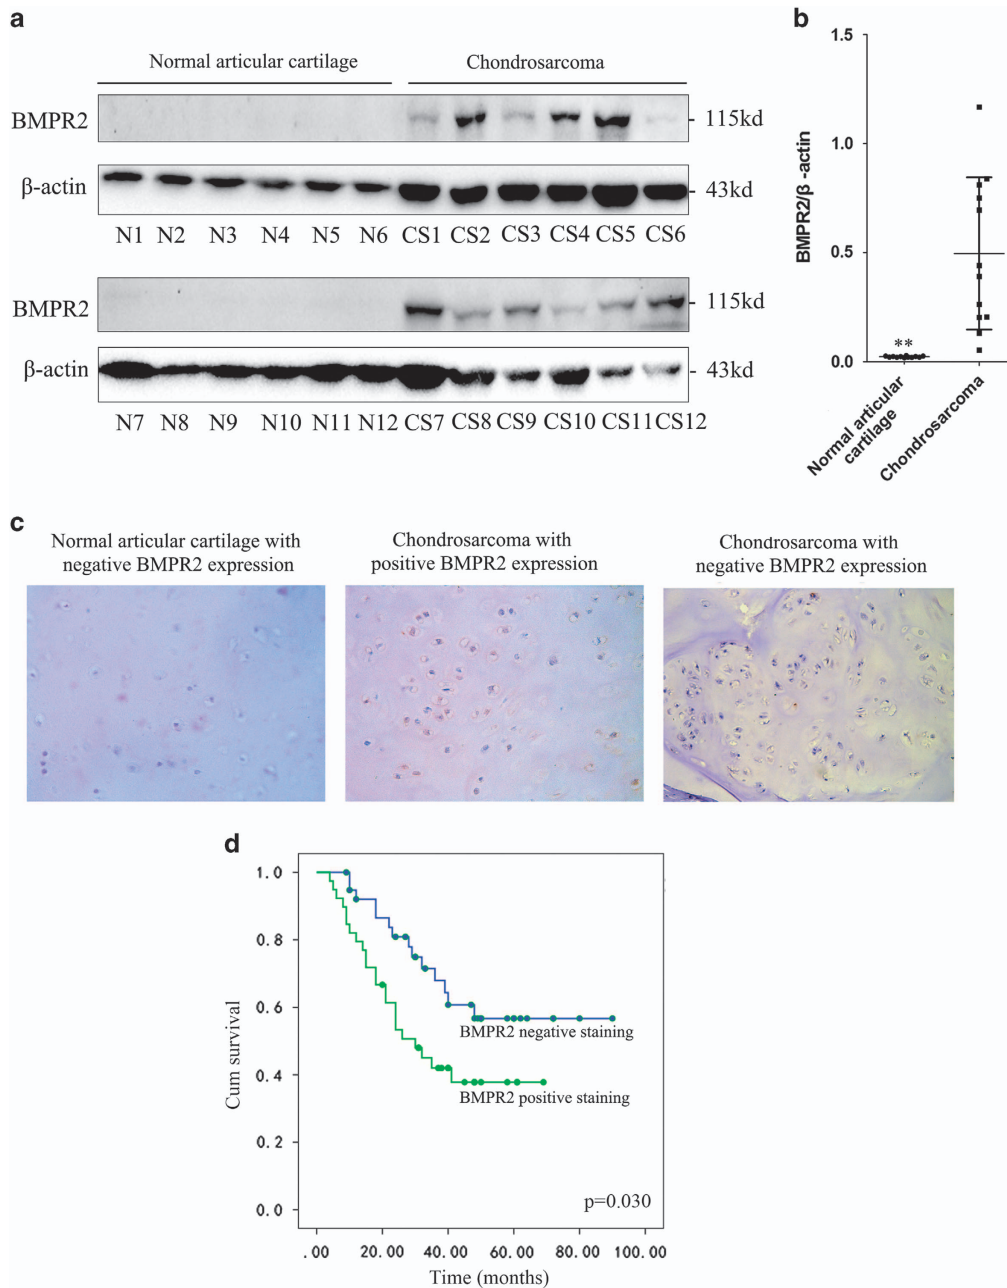 a
Normal articular cartilage Chondrosarcoma
BMPR2 115kd
β-actin 43kd
N1 N2 N3 N4 N5 N6 CS1 CS2 CS3 CS4 CS5 CS6
BMPR2 115kd
β-actin 43kd
N7 N8 N9 N10 N11 N12 CS7 CS8 CS9 CS10 CS11 CS12
b
BMPR2/β -actin
1.5
1.0
0.5
0.0
**
Normal articular
cartilage
Chondrosarcoma
c
Normal articular cartilage with
negative BMPR2 expression
Chondrosarcoma with
positive BMPR2 expression
Chondrosarcoma with
negative BMPR2 expression
d
Cum survival
1.0
0.8
0.6
0.4
0.2
0.0
BMPR2 negative staining
BMPR2 positive staining
p=0.030
.00 20.00 40.00 60.00 80.00 100.00
Time (months)